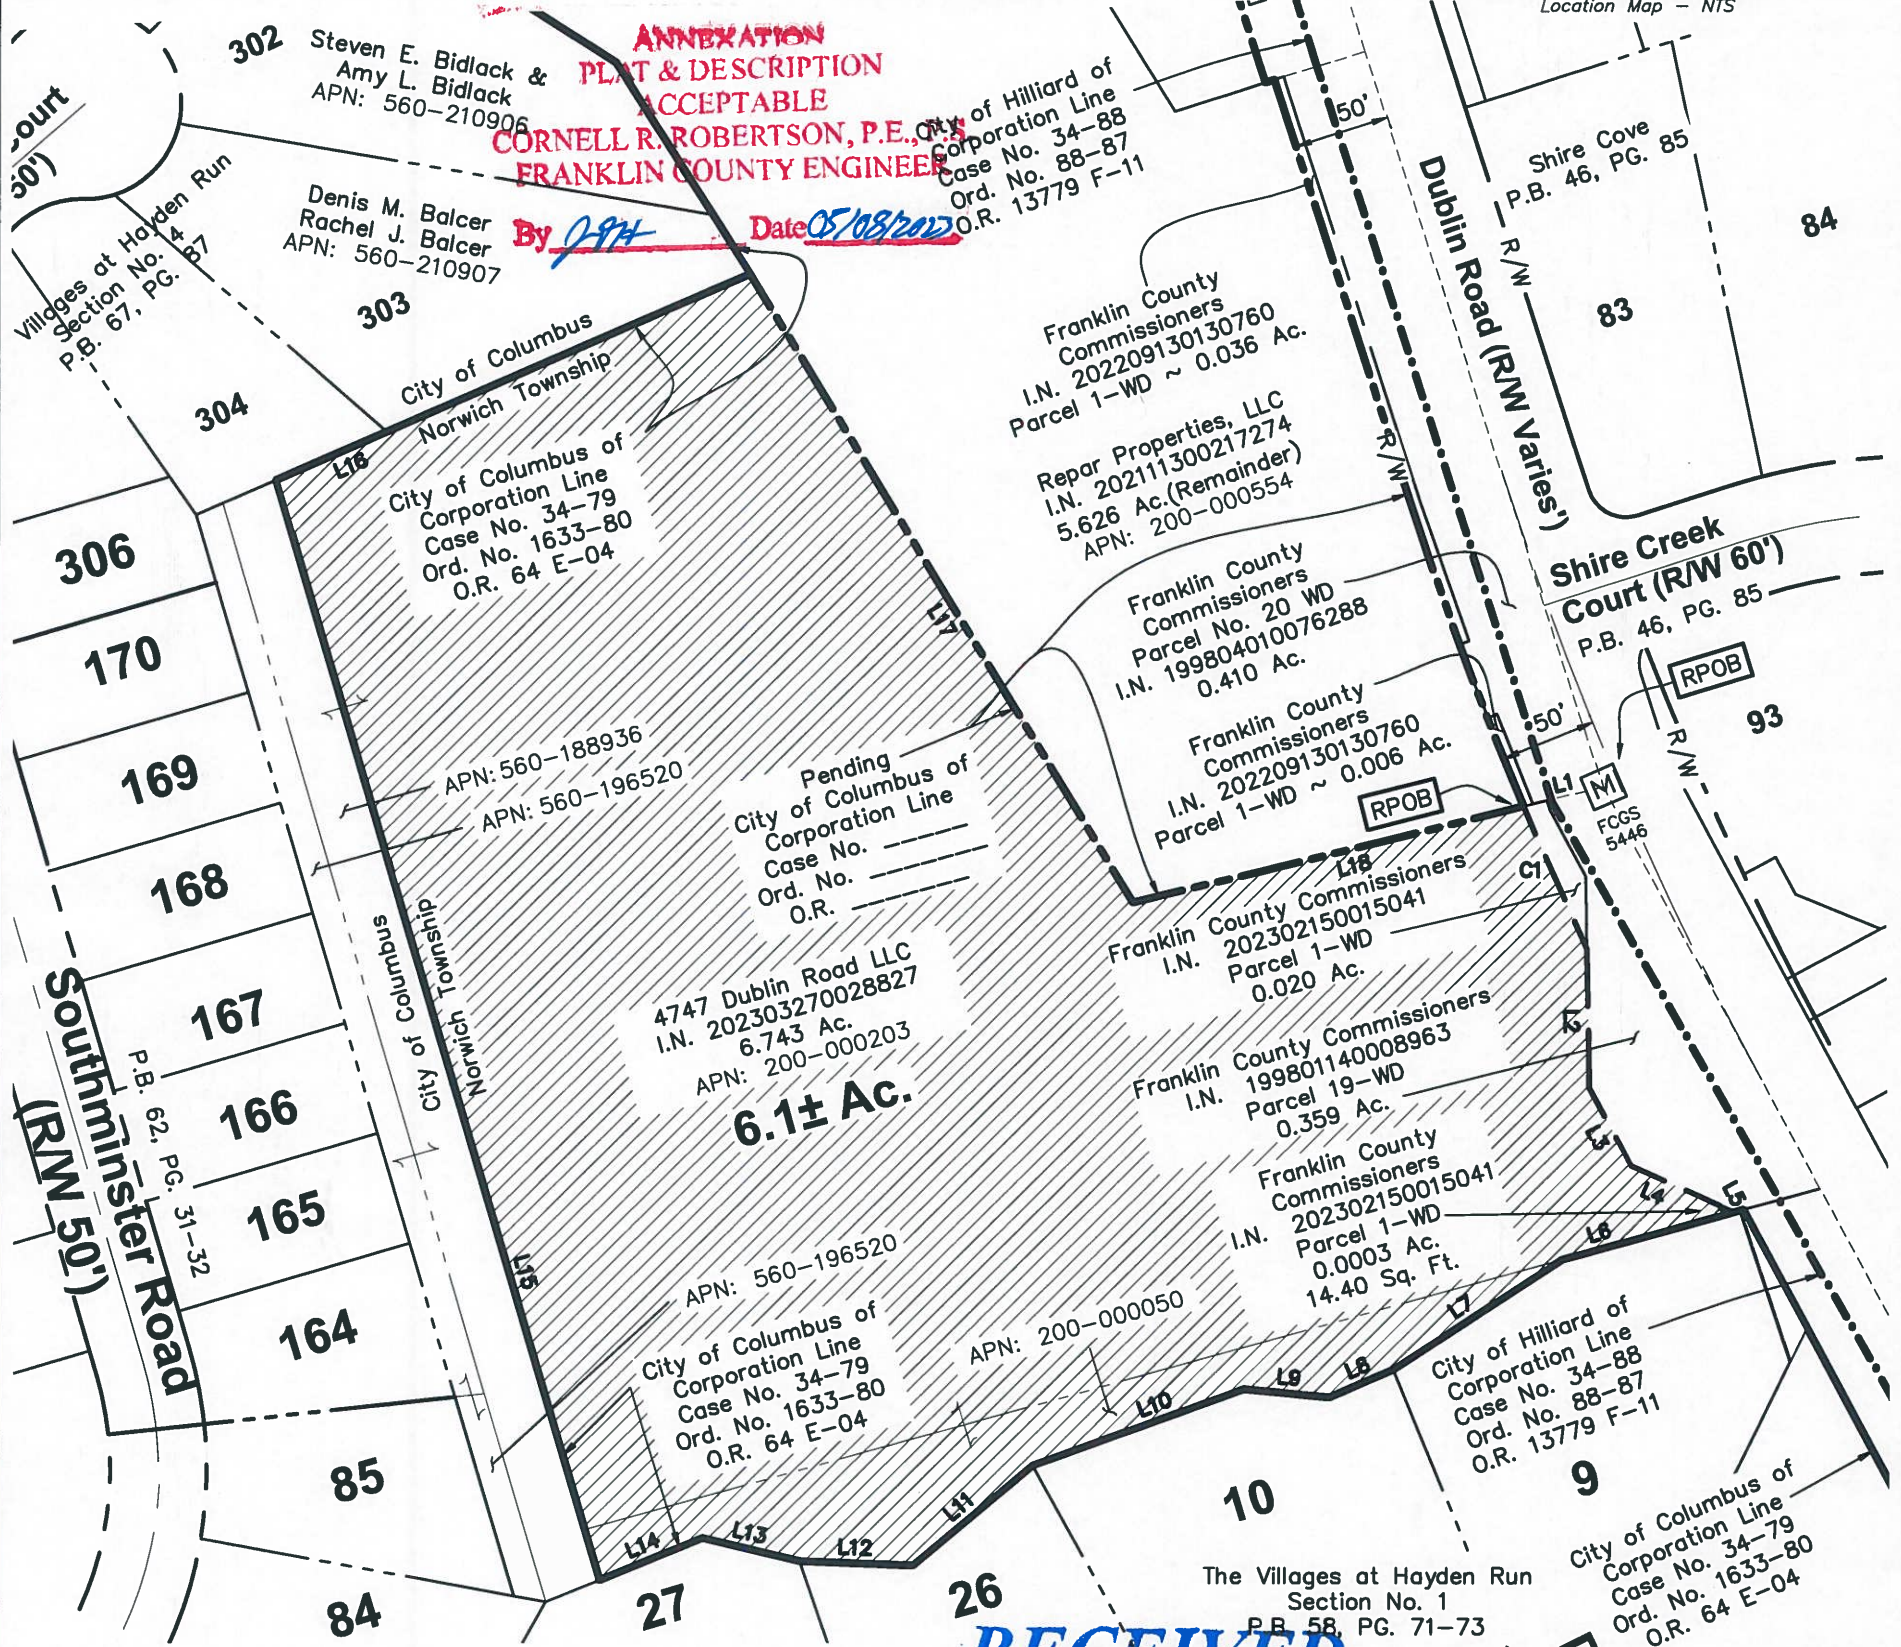 Location Map - NTS
302
Steven E. Bidlack &
Amy L. Bidlack
APN: 560-210906
ANNEXATION
PLAT & DESCRIPTION
ACCEPTABLE
CORNELL R. ROBERTSON, P.E., P.S.
FRANKLIN COUNTY ENGINEER
By
Date 05/08/2023
City of Hilliard of
Corporation Line
Case No. 34-88
Ord. No. 88-87
O.R. 13779 F-11
50'
Dublin Road (R/W Varies')
Shire Cove
P.B. 46, PG. 85
R/W
84
83
Court
50')
Villages at Hayden Run
Section No. 4
P.B. 67, PG. 87
Denis M. Balcer
Rachel J. Balcer
APN: 560-210907
303
304
City of Columbus
Norwich Township
L16
City of Columbus of
Corporation Line
Case No. 34-79
Ord. No. 1633-80
O.R. 64 E-04
Franklin County
Commissioners
I.N. 202209130130760
Parcel 1-WD ~ 0.036 Ac.
Repar Properties, LLC
I.N. 202111300217274
5.626 Ac.(Remainder)
APN: 200-000554
R/W
Franklin County
Commissioners
Parcel No. 20 WD
I.N. 199804010076288
0.410 Ac.
Franklin County
Commissioners
I.N. 202209130130760
Parcel 1-WD ~ 0.006 Ac.
RPOB
Shire Creek
Court (R/W 60')
P.B. 46, PG. 85
RPOB
93
R/W
50'
L1
M
FCGS
5446
306
170
169
168
167
166
165
164
85
84
Southminster Road
(R/W 50')
P.B. 62, PG. 31-32
City of Columbus
Norwich Township
L15
L17
APN: 560-188936
APN: 560-196520
Pending
City of Columbus of
Corporation Line
Case No. ______
Ord. No. ________
O.R. ________
4747 Dublin Road LLC
I.N. 202303270028827
6.743 Ac.
APN: 200-000203
6.1± Ac.
L18
C1
Franklin County Commissioners
I.N. 202302150015041
Parcel 1-WD
0.020 Ac.
L2
Franklin County Commissioners
I.N. 199801140008963
Parcel 19-WD
0.359 Ac.
L3
L4
L5
Franklin County
Commissioners
I.N. 202302150015041
Parcel 1-WD
0.0003 Ac.
14.40 Sq. Ft.
L6
L7
L8
L9
L10
L11
L12
L13
L14
APN: 560-196520
City of Columbus of
Corporation Line
Case No. 34-79
Ord. No. 1633-80
O.R. 64 E-04
APN: 200-000050
City of Hilliard of
Corporation Line
Case No. 34-88
Ord. No. 88-87
O.R. 13779 F-11
9
10
26
27
City of Columbus of
Corporation Line
Case No. 34-79
Ord. No. 1633-80
O.R. 64 E-04
The Villages at Hayden Run
Section No. 1
P.B. 58, PG. 71-73
RECEIVED